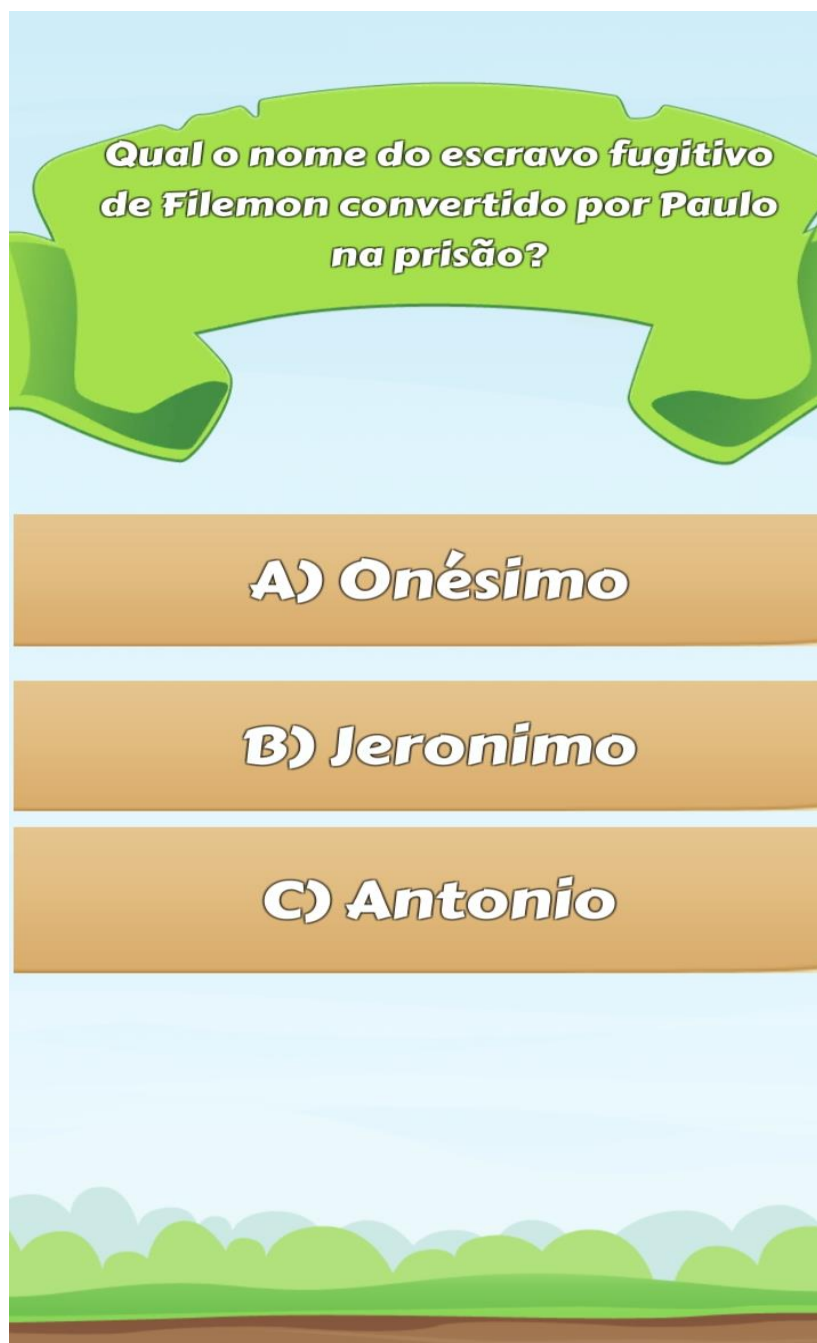 Qual o nome do escravo fugitivo
de Filemon convertido por Paulo
na prisão?
A) Onésimo
B) Jeronimo
C) Antonio